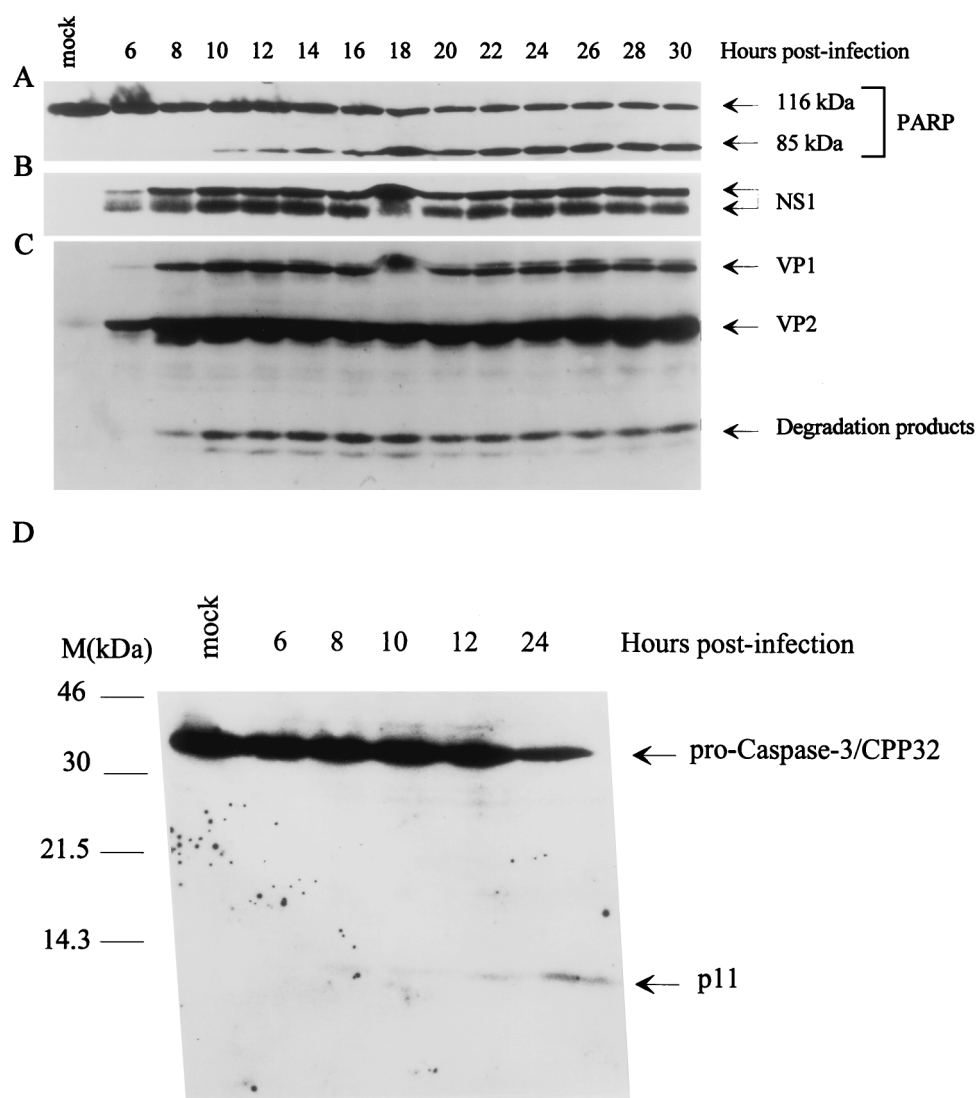 mock 6 8 10 12 14 16 18 20 22 24 26 28 30 Hours post-infection
A
116 kDa
PARP
85 kDa
B
NS1
C
VP1
VP2
Degradation products
D
mock 6 8 10 12 24 Hours post-infection
M(kDa)
46
pro-Caspase-3/CPP32
30
21.5
14.3
p11